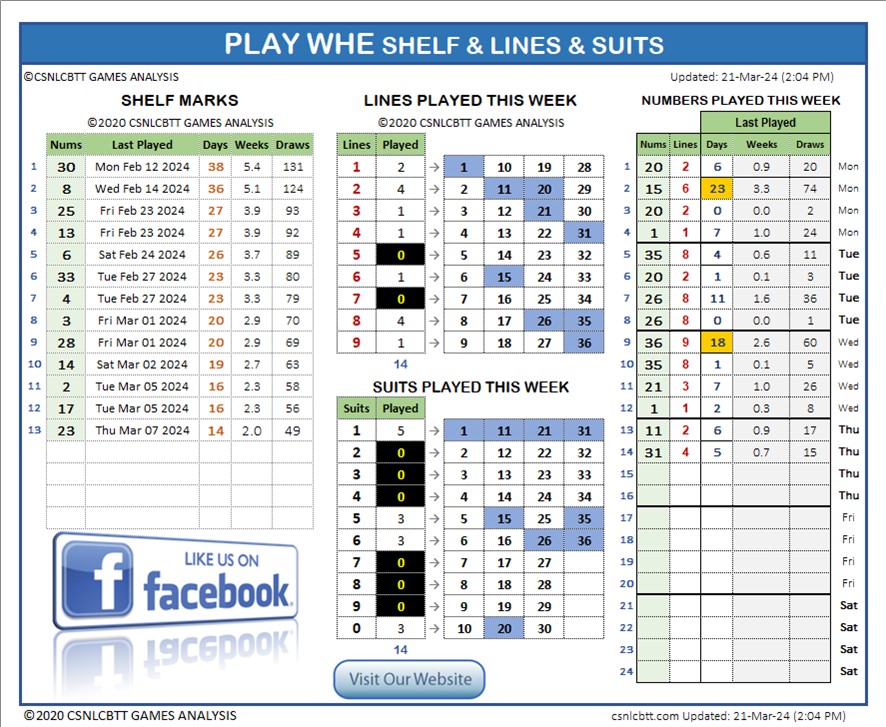 PLAY WHE SHELF & LINES & SUITS
©CSNLCBTT GAMES ANALYSIS
Updated: 21-Mar-24 (2:04 PM)
SHELF MARKS
©2020 CSNLCBTT GAMES ANALYSIS
Nums Last Played Days Weeks Draws
1 30 Mon Feb 12 2024 38 5.4 131
2 8 Wed Feb 14 2024 36 5.1 124
3 25 Fri Feb 23 2024 27 3.9 93
4 13 Fri Feb 23 2024 27 3.9 92
5 6 Sat Feb 24 2024 26 3.7 89
6 33 Tue Feb 27 2024 23 3.3 80
7 4 Tue Feb 27 2024 23 3.3 79
8 3 Fri Mar 01 2024 20 2.9 70
9 28 Fri Mar 01 2024 20 2.9 69
10 14 Sat Mar 02 2024 19 2.7 63
11 2 Tue Mar 05 2024 16 2.3 58
12 17 Tue Mar 05 2024 16 2.3 56
13 23 Thu Mar 07 2024 14 2.0 49
LIKE US ON
facebook.
LINES PLAYED THIS WEEK
©2020 CSNLCBTT GAMES ANALYSIS
Lines Played
1 2 → 1 10 19 28
2 4 → 2 11 20 29
3 1 → 3 12 21 30
4 1 → 4 13 22 31
5 0 → 5 14 23 32
6 1 → 6 15 24 33
7 0 → 7 16 25 34
8 4 → 8 17 26 35
9 1 → 9 18 27 36
14
SUITS PLAYED THIS WEEK
Suits Played
1 5 → 1 11 21 31
2 0 → 2 12 22 32
3 0 → 3 13 23 33
4 0 → 4 14 24 34
5 3 → 5 15 25 35
6 3 → 6 16 26 36
7 0 → 7 17 27
8 0 → 8 18 28
9 0 → 9 19 29
0 3 → 10 20 30
14
Visit Our Website
NUMBERS PLAYED THIS WEEK
Last Played
Nums Lines Days Weeks Draws
1 20 2 6 0.9 20 Mon
2 15 6 23 3.3 74 Mon
3 20 2 0 0.0 2 Mon
4 1 1 7 1.0 24 Mon
5 35 8 4 0.6 11 Tue
6 20 2 1 0.1 3 Tue
7 26 8 11 1.6 36 Tue
8 26 8 0 0.0 1 Tue
9 36 9 18 2.6 60 Wed
10 35 8 1 0.1 5 Wed
11 21 3 7 1.0 26 Wed
12 1 1 2 0.3 8 Wed
13 11 2 6 0.9 17 Thu
14 31 4 5 0.7 15 Thu
15 Thu
16 Thu
17 Fri
18 Fri
19 Fri
20 Fri
21 Sat
22 Sat
23 Sat
24 Sat
©2020 CSNLCBTT GAMES ANALYSIS
csnlcbtt.com Updated: 21-Mar-24 (2:04 PM)